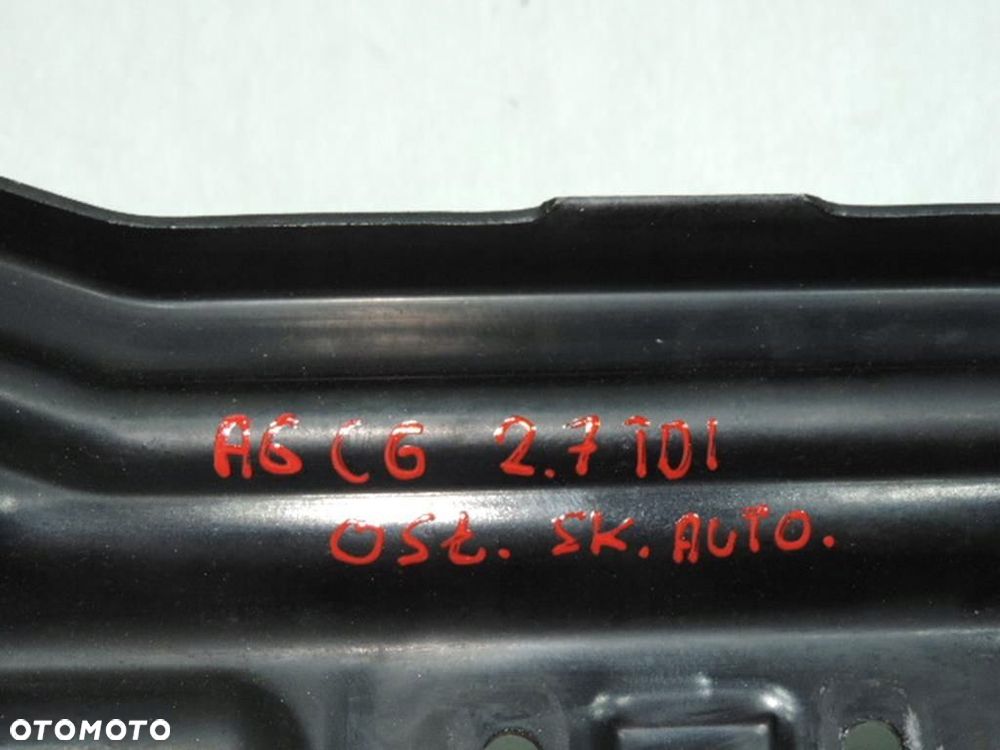 A6 C6 2.7 TDI
OSŁ. SK. AUTO.
OTOMOTO